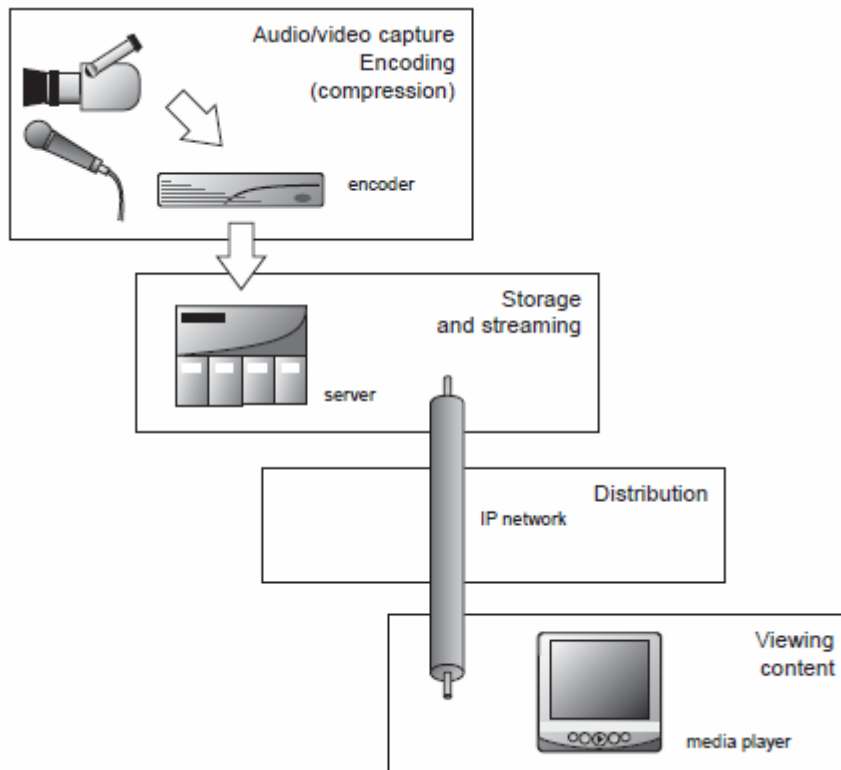 Audio/video capture
Encoding
(compression)
encoder
Storage
and streaming
server
Distribution
IP network
Viewing
content
media player